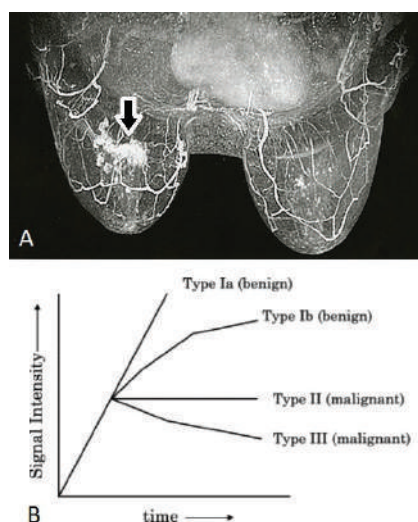 A
Type Ia (benign)
Type Ib (benign)
Type II (malignant)
Type III (malignant)
Signal Intensity
time
B